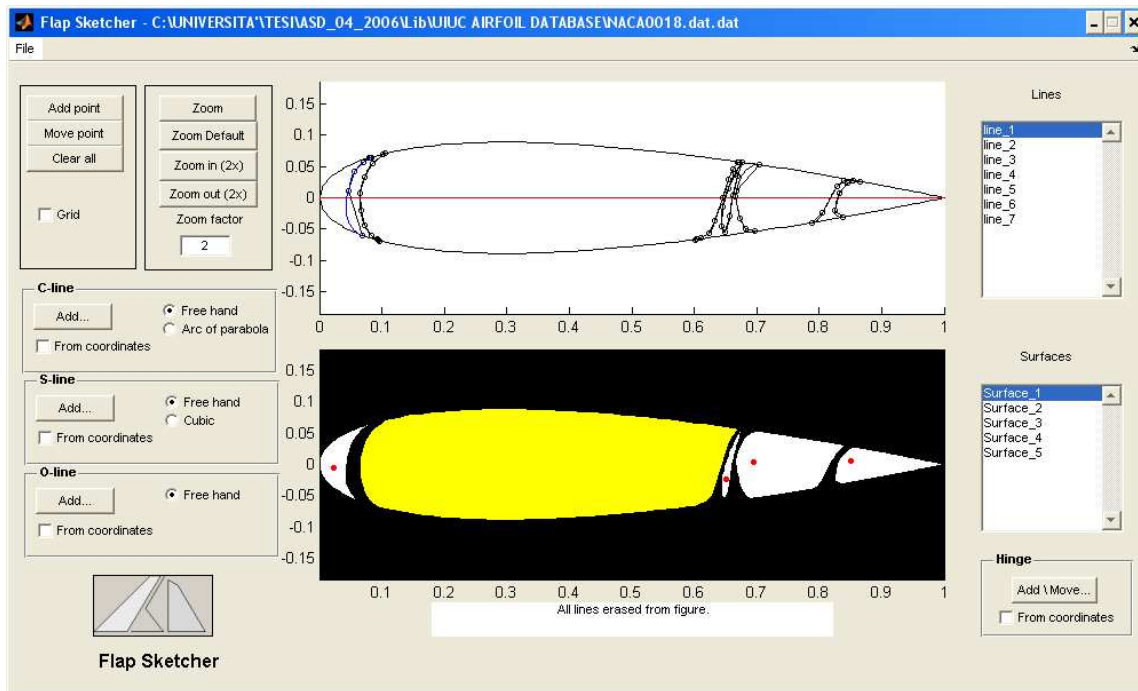 Flap Sketcher - C:\UNIVERSITA'\TESI\ASD_04_2006\Lib\UIUC AIRFOIL DATABASE\NACA0018.dat.dat
File
Add point
Move point
Clear all
Grid
Zoom
Zoom Default
Zoom in (2x)
Zoom out (2x)
Zoom factor
2
C-line
Add...
Free hand
Arc of parabola
From coordinates
S-line
Add...
Free hand
Cubic
From coordinates
O-line
Add...
Free hand
From coordinates
Flap Sketcher
0.15
0.1
0.05
0
-0.05
-0.1
-0.15
0 0.1 0.2 0.3 0.4 0.5 0.6 0.7 0.8 0.9 1
0.15
0.1
0.05
0
-0.05
-0.1
-0.15
0.1 0.2 0.3 0.4 0.5 0.6 0.7 0.8 0.9 1
All lines erased from figure.
Lines
line_1
line_2
line_3
line_4
line_5
line_6
line_7
Surfaces
Surface_1
Surface_2
Surface_3
Surface_4
Surface_5
Hinge
Add \ Move...
From coordinates